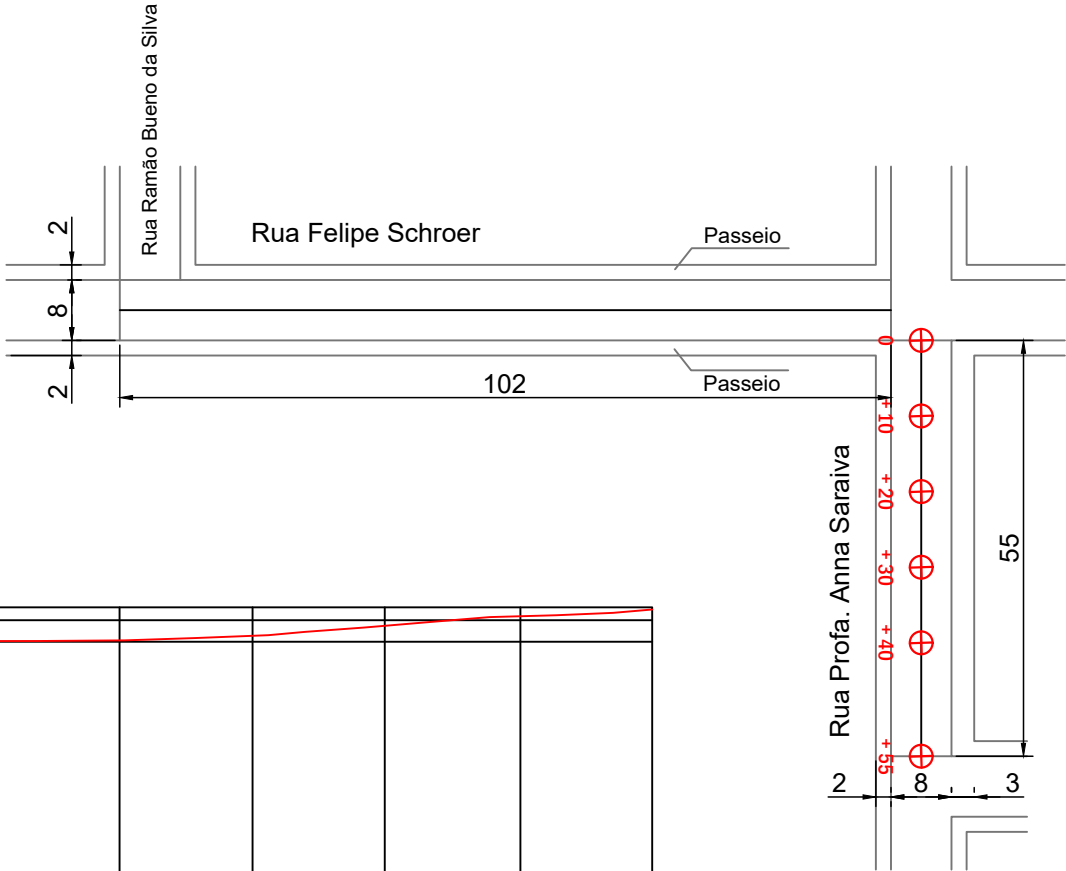 Rua Ramão Bueno da Silva
2
8
2
Rua Felipe Schroer
Passeio
Passeio
102
0
+ 10
+ 20
+ 30
+ 40
+ 55
Rua Profa. Anna Saraiva
55
2
8
3